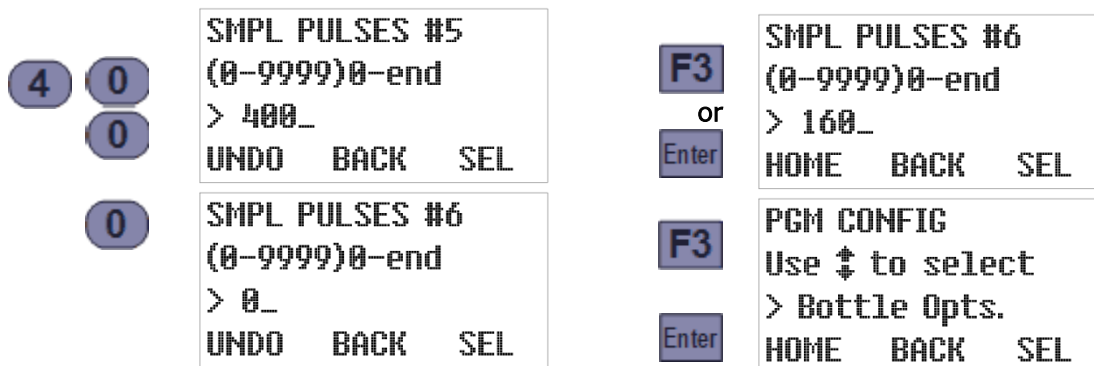 4 0
0
SMPL PULSES #5
(0-9999)0-end
> 400_
UNDO BACK SEL
F3
or
Enter
SMPL PULSES #6
(0-9999)0-end
> 160_
HOME BACK SEL
0
SMPL PULSES #6
(0-9999)0-end
> 0_
UNDO BACK SEL
F3
Enter
PGM CONFIG
Use ↕ to select
> Bottle Opts.
HOME BACK SEL